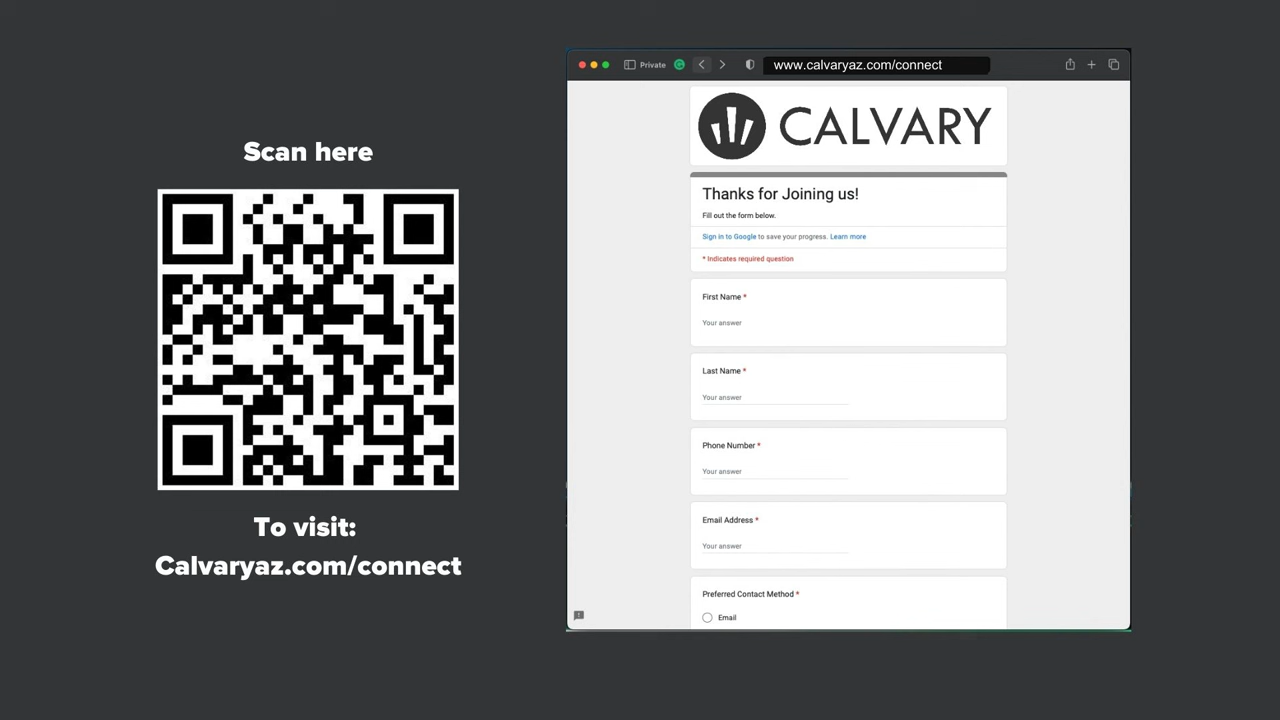 Scan here
To visit:
Calvaryaz.com/connect
Private
www.calvaryaz.com/connect
CALVARY
Thanks for Joining us!
Fill out the form below.
Sign in to Google to save your progress. Learn more
* Indicates required question
First Name *
Your answer
Last Name *
Your answer
Phone Number *
Your answer
Email Address *
Your answer
Preferred Contact Method *
Email